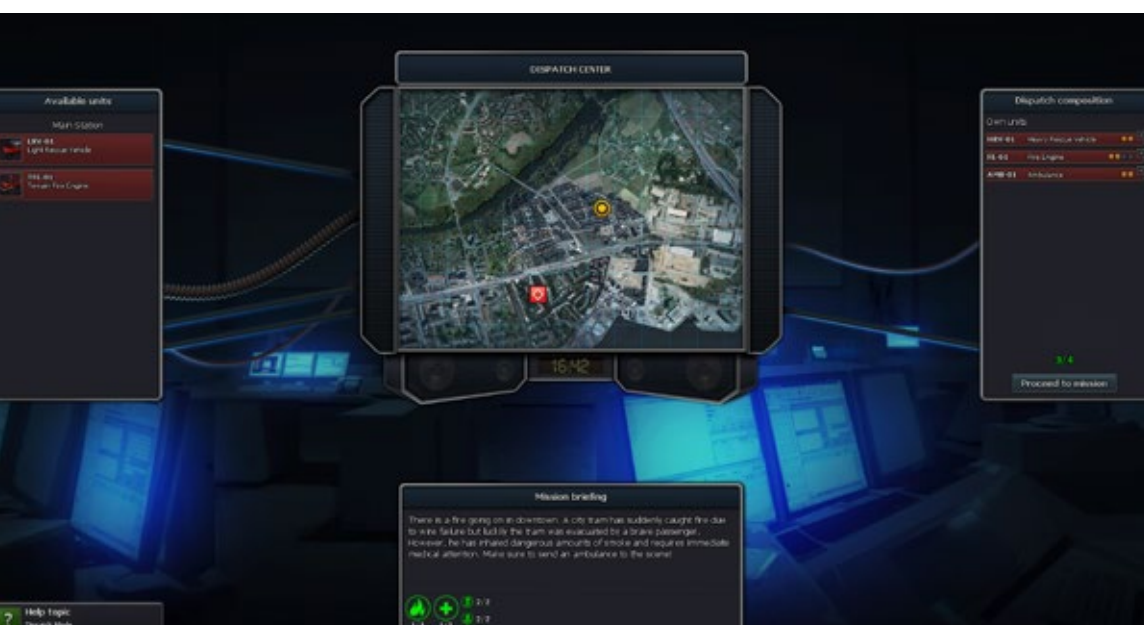 DISPATCH CENTER
Available units
Main Station
LRV-01
Light Rescue Vehicle
Terrain Fire Engine
Dispatch composition
Own units
Heavy Rescue Vehicle
Fire Engine
AMB-01 Ambulance
3/4
Proceed to mission
16:42
Mission briefing
There is a fire going on in downtown. A city tram has suddenly caught fire due
to wire failure but luckily the tram was evacuated by a brave passenger.
However, he has inhaled dangerous amounts of smoke and requires immediate
medical attention. Make sure to send an ambulance to the scene!
2/2
2/2
Help topic